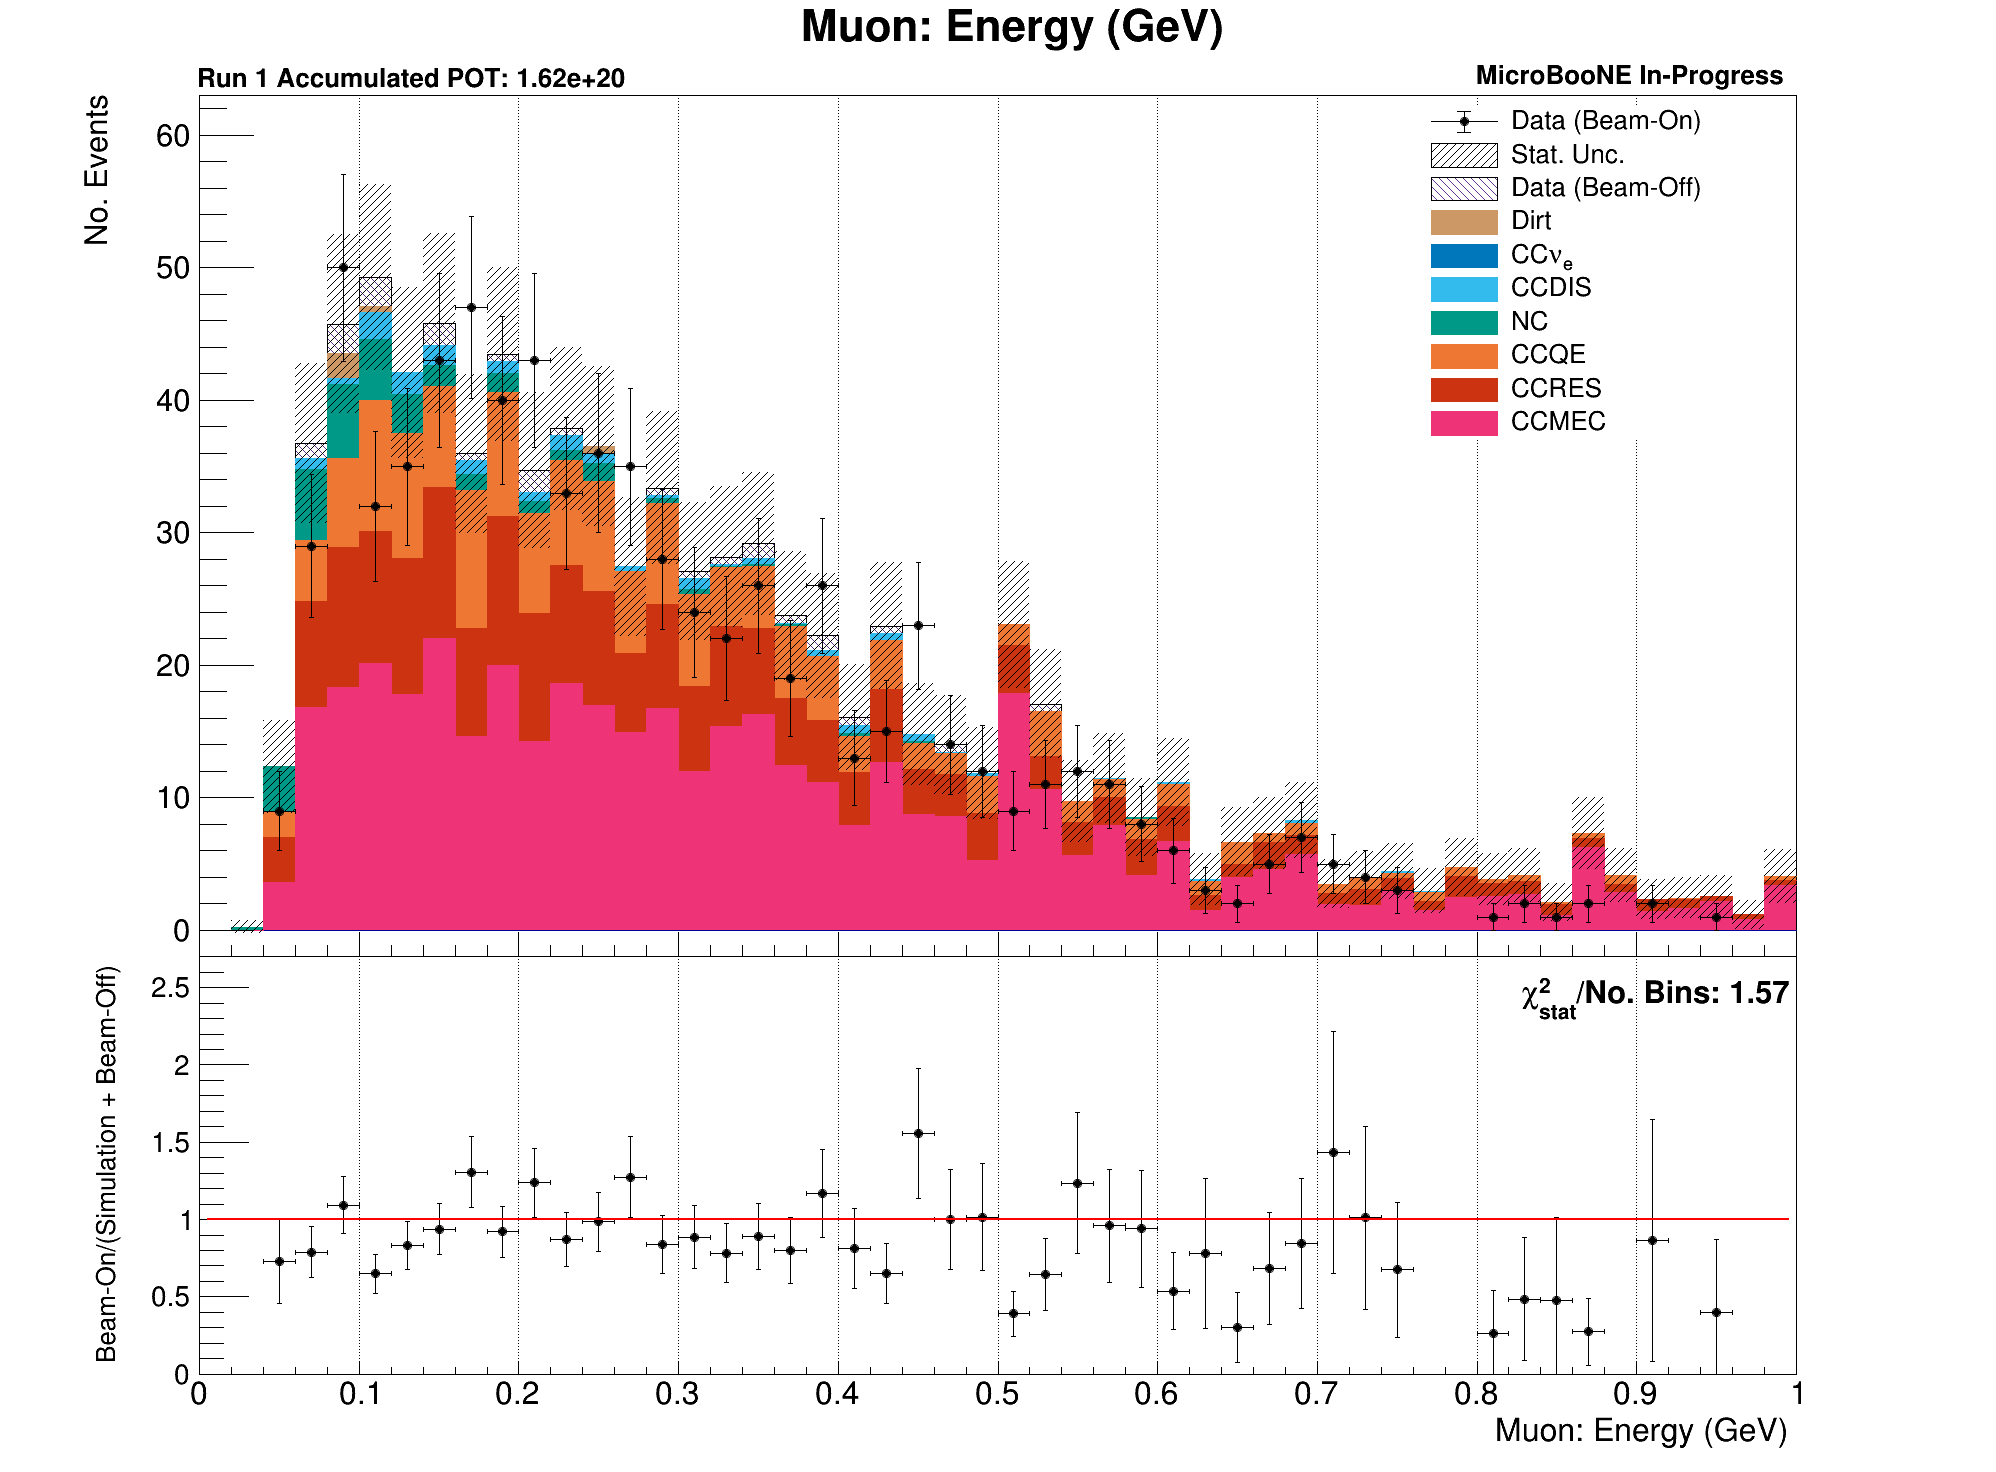 Muon: Energy (GeV)
Run 1 Accumulated POT: 1.62e+20
MicroBooNE In-Progress
No. Events
60
50
40
30
20
10
0
Data (Beam-On)
Stat. Unc.
Data (Beam-Off)
Dirt
CCνe
CCDIS
NC
CCQE
CCRES
CCMEC
Beam-On/(Simulation + Beam-Off)
2.5
2
1.5
1
0.5
0
χ²stat/No. Bins: 1.57
0 0.1 0.2 0.3 0.4 0.5 0.6 0.7 0.8 0.9 1
Muon: Energy (GeV)